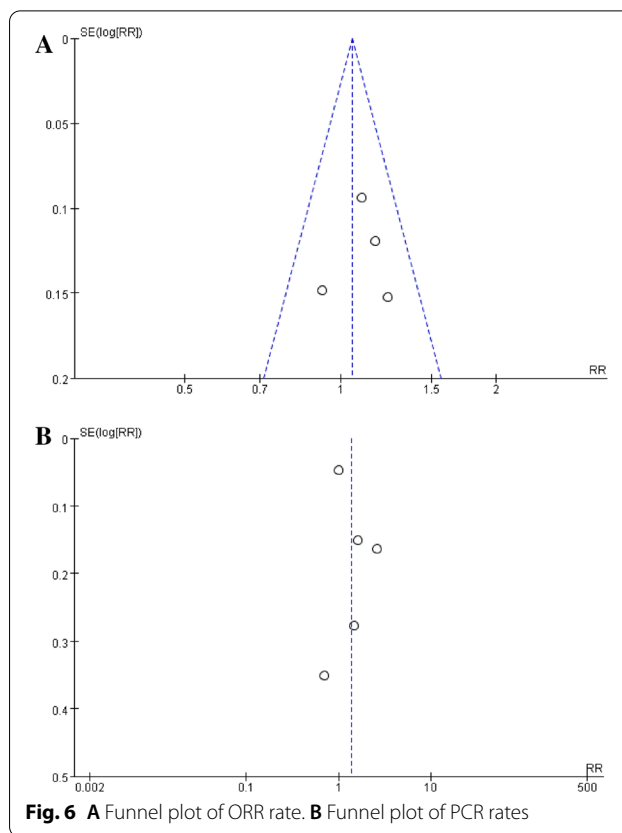 A
SE(log[RR])
0
0.05
0.1
0.15
0.2
0.5 0.7 1 1.5 2
RR
B
SE(log[RR])
0
0.1
0.2
0.3
0.4
0.5
0.002 0.1 1 10 500
RR
Fig. 6 A Funnel plot of ORR rate. B Funnel plot of PCR rates